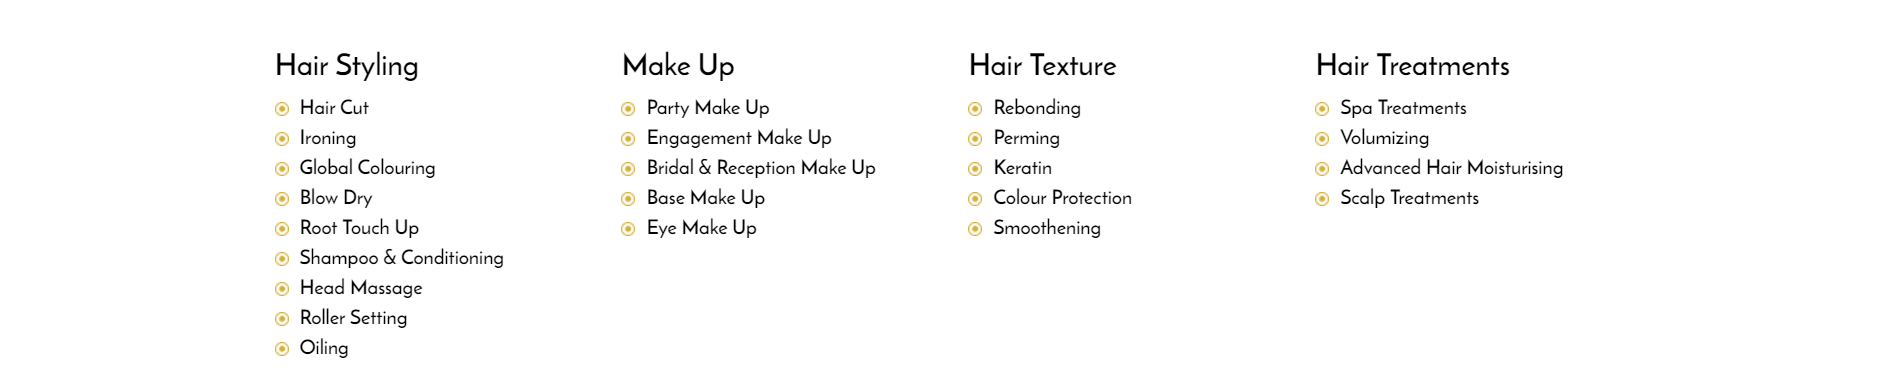 Hair Styling
Hair Cut
Ironing
Global Colouring
Blow Dry
Root Touch Up
Shampoo & Conditioning
Head Massage
Roller Setting
Oiling
Make Up
Party Make Up
Engagement Make Up
Bridal & Reception Make Up
Base Make Up
Eye Make Up
Hair Texture
Rebonding
Perming
Keratin
Colour Protection
Smoothening
Hair Treatments
Spa Treatments
Volumizing
Advanced Hair Moisturising
Scalp Treatments